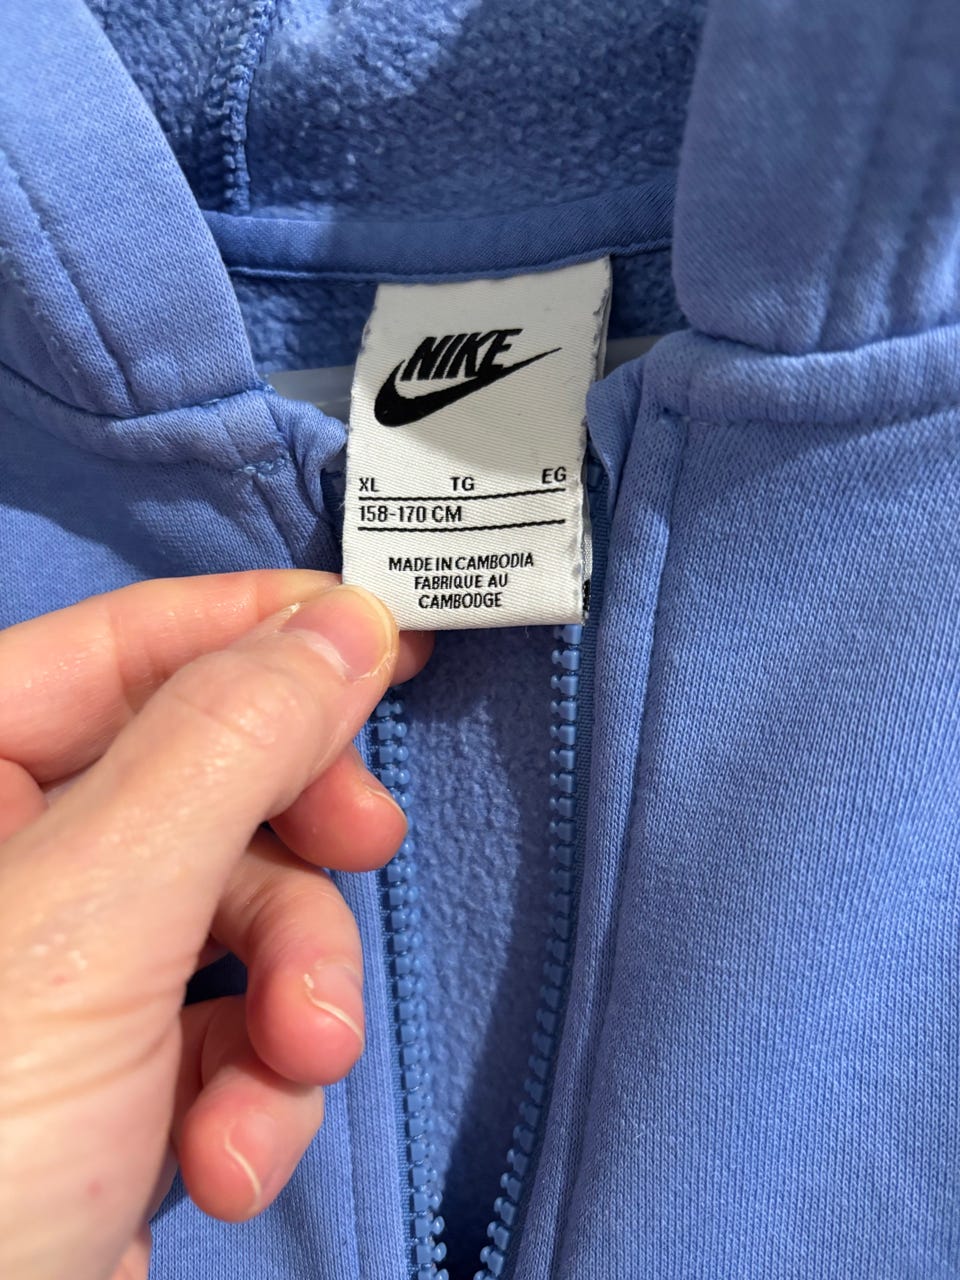 NIKE
XL TG EG
158-170 CM
MADE IN CAMBODIA
FABRIQUE AU
CAMBODGE